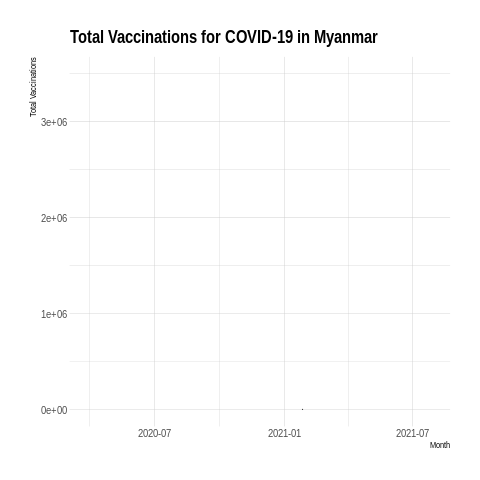 Total Vaccinations for COVID-19 in Myanmar
Total Vaccinations
3e+06
2e+06
1e+06
0e+00
2020-07
2021-01
2021-07
Month